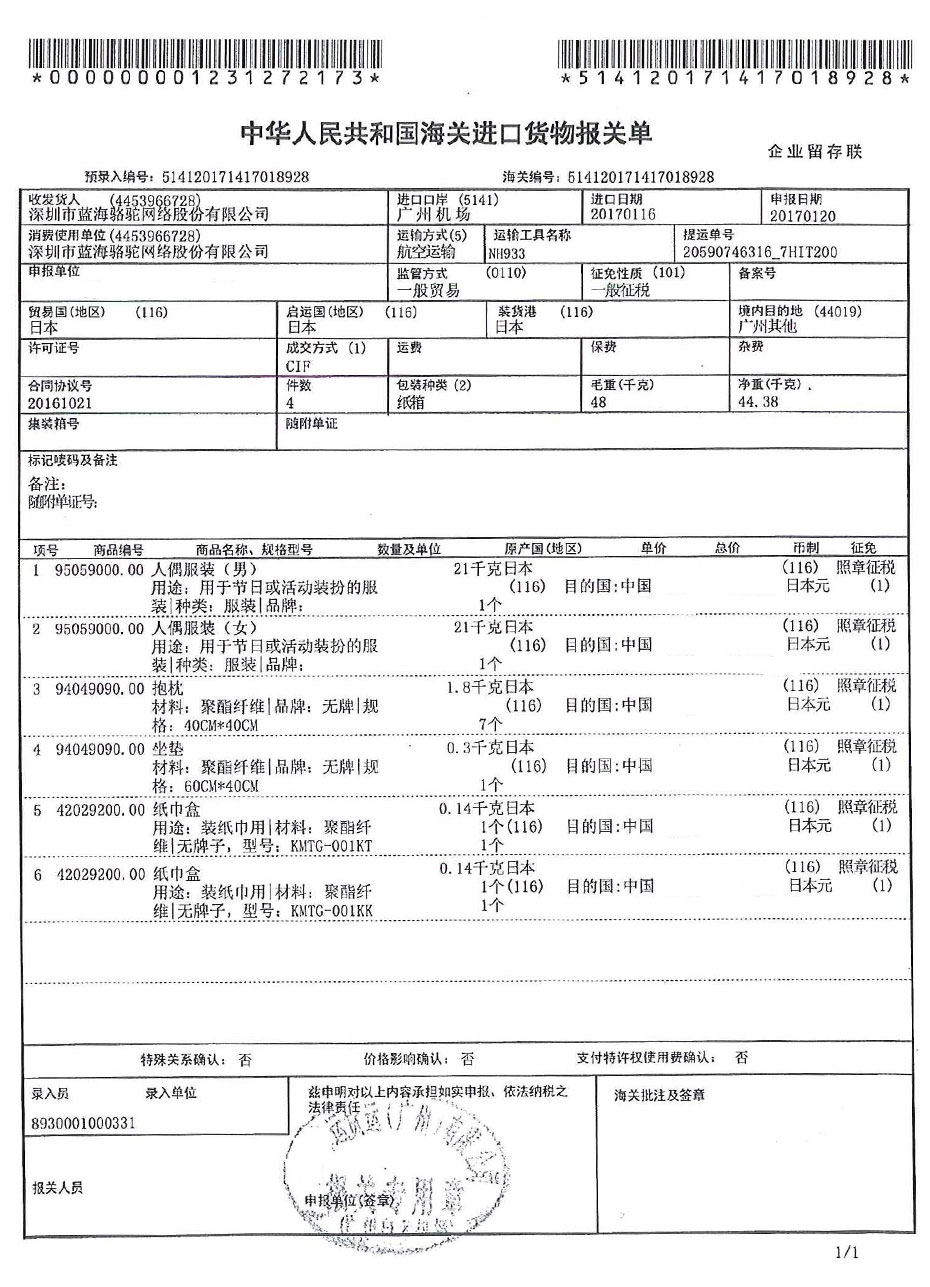 *000000001231272173* *514120171417018928*
中华人民共和国海关进口货物报关单
企业留存联
预录入编号: 514120171417018928 海关编号: 514120171417018928
收发货人 (4453966728) 进口口岸 (5141) 进口日期 申报日期
深圳市蓝海骆驼网络股份有限公司 广州机场 20170116 20170120
消费使用单位(4453966728) 运输方式(5) 运输工具名称 提运单号
深圳市蓝海骆驼网络股份有限公司 航空运输 NH933 20590746316_7HIT200
申报单位 监管方式 (0110) 征免性质 (101) 备案号
一般贸易 一般征税
贸易国(地区) (116) 启运国(地区) (116) 装货港 (116) 境内目的地 (44019)
日本 日本 日本 广州其他
许可证号 成交方式 (1) 运费 保费 杂费
CIF
合同协议号 件数 包装种类 (2) 毛重(千克) 净重(千克)
20161021 4 纸箱 48 44.38
集装箱号 随附单证
标记唛码及备注
备注:
随附单证号:
项号 商品编号 商品名称、规格型号 数量及单位 原产国(地区) 单价 总价 币制 征免
1 95059000.00 人偶服装 (男) 21千克日本 (116) 照章征税
用途: 用于节日或活动装扮的服 (116) 目的国:中国 日本元 (1)
装|种类: 服装|品牌: 1个
2 95059000.00 人偶服装 (女) 21千克日本 (116) 照章征税
用途: 用于节日或活动装扮的服 (116) 目的国:中国 日本元 (1)
装|种类: 服装|品牌: 1个
3 94049090.00 抱枕 1.8千克日本 (116) 照章征税
材料: 聚酯纤维|品牌: 无牌|规 (116) 目的国:中国 日本元 (1)
格: 40CM*40CM 7个
4 94049090.00 坐垫 0.3千克日本 (116) 照章征税
材料: 聚酯纤维|品牌: 无牌|规 (116) 目的国:中国 日本元 (1)
格: 60CM*40CM 1个
5 42029200.00 纸巾盒 0.14千克日本 (116) 照章征税
用途: 装纸巾用|材料: 聚酯纤 1个(116) 目的国:中国 日本元 (1)
维|无牌子, 型号: KMTG-001KT 1个
6 42029200.00 纸巾盒 0.14千克日本 (116) 照章征税
用途: 装纸巾用|材料: 聚酯纤 1个(116) 目的国:中国 日本元 (1)
维|无牌子, 型号: KMTG-001KK 1个
特殊关系确认: 否 价格影响确认: 否 支付特许权使用费确认: 否
录入员 录入单位 兹申明对以上内容承担如实申报、依法纳税之 海关批注及签章
法律责任
8930001000331
(广州)有限公司
报关专用章
报关人员 申报单位(签章)
1/1